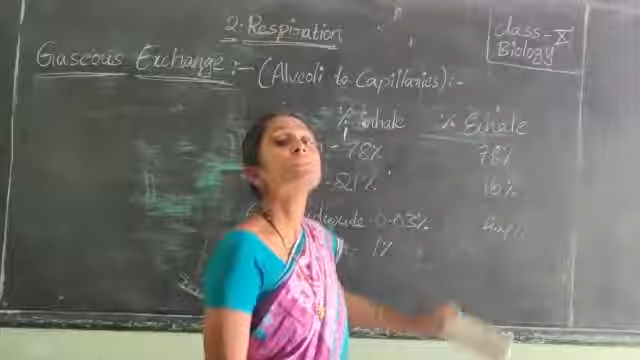 2. Respiration
Class-X
Biology
Gaseous Exchange :- (Alveoli to Capillaries) :-
% Inhale % Exhale
- 78% 78%
- 21% 16%
dioxide - 0.03%
- 1%